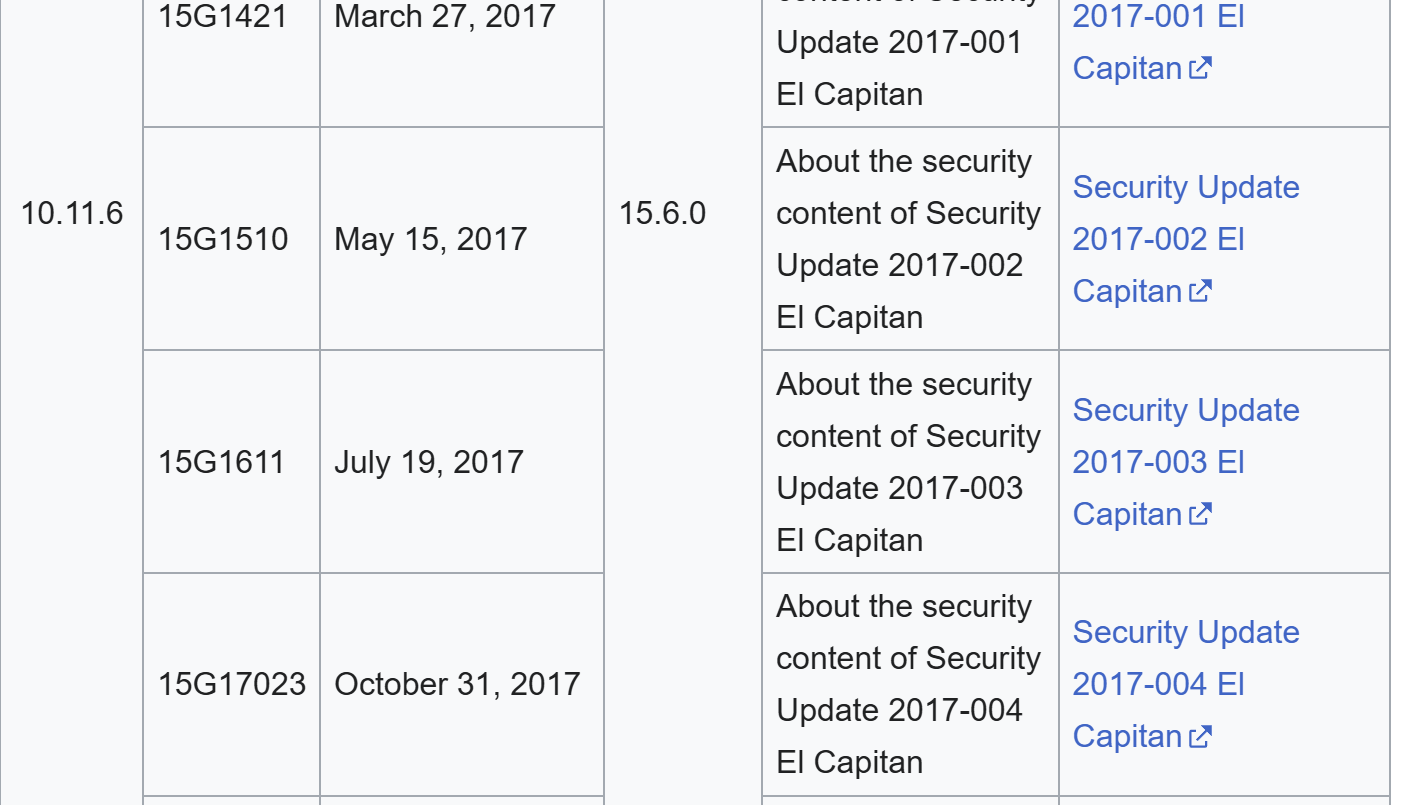 15G1421
March 27, 2017
Update 2017-001
El Capitan
2017-001 El
Capitan
10.11.6
15G1510
May 15, 2017
15.6.0
About the security
content of Security
Update 2017-002
El Capitan
Security Update
2017-002 El
Capitan
15G1611
July 19, 2017
About the security
content of Security
Update 2017-003
El Capitan
Security Update
2017-003 El
Capitan
15G17023
October 31, 2017
About the security
content of Security
Update 2017-004
El Capitan
Security Update
2017-004 El
Capitan